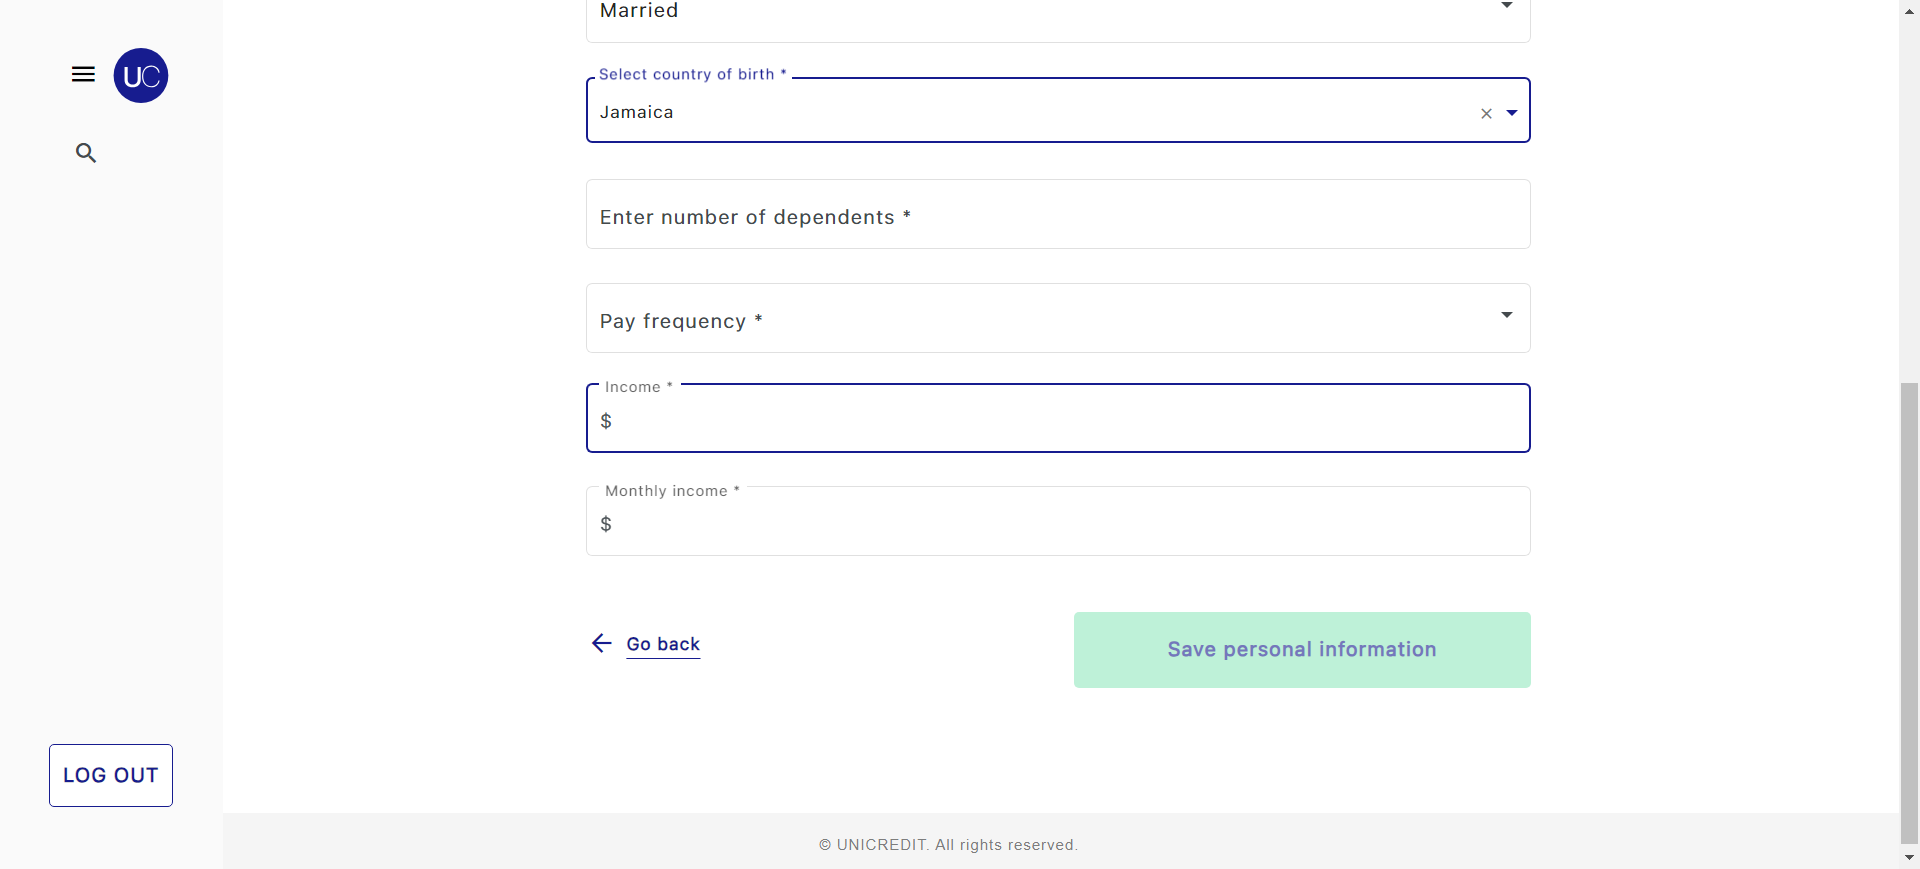 Married
UC
Select country of birth *
Jamaica
Enter number of dependents *
Pay frequency *
Income *
$
Monthly income *
$
Go back
Save personal information
LOG OUT
© UNICREDIT. All rights reserved.